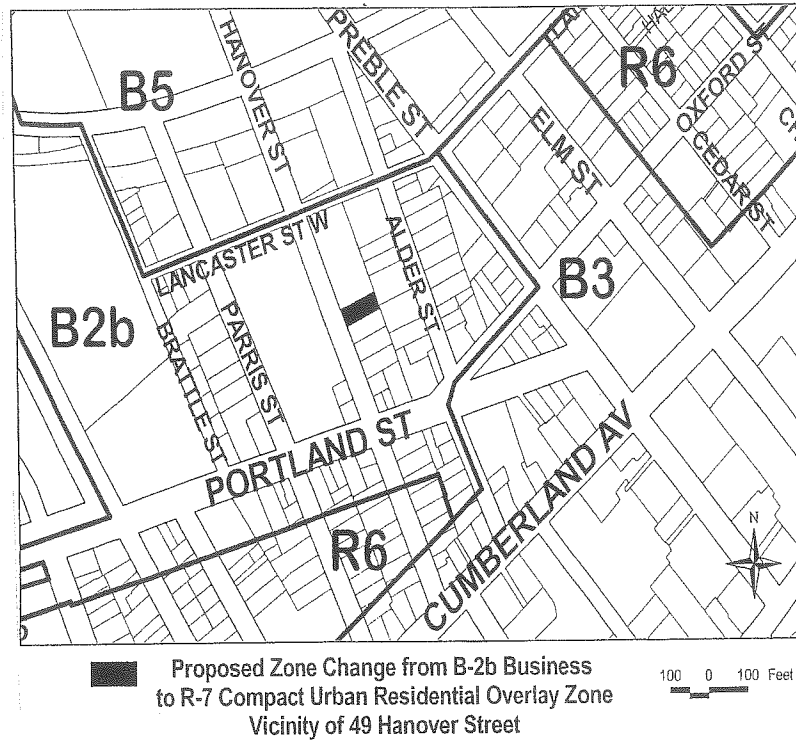 HANOVER ST
PREBLE ST
B5
R6
OXFORD ST
CEDAR ST
ELM ST
LANCASTER ST W
ALDER ST
B3
B2b
BRATTLE ST
PARRIS ST
PORTLAND ST
R6
CUMBERLAND AV
N
Proposed Zone Change from B-2b Business
to R-7 Compact Urban Residential Overlay Zone
Vicinity of 49 Hanover Street
100 0 100 Feet